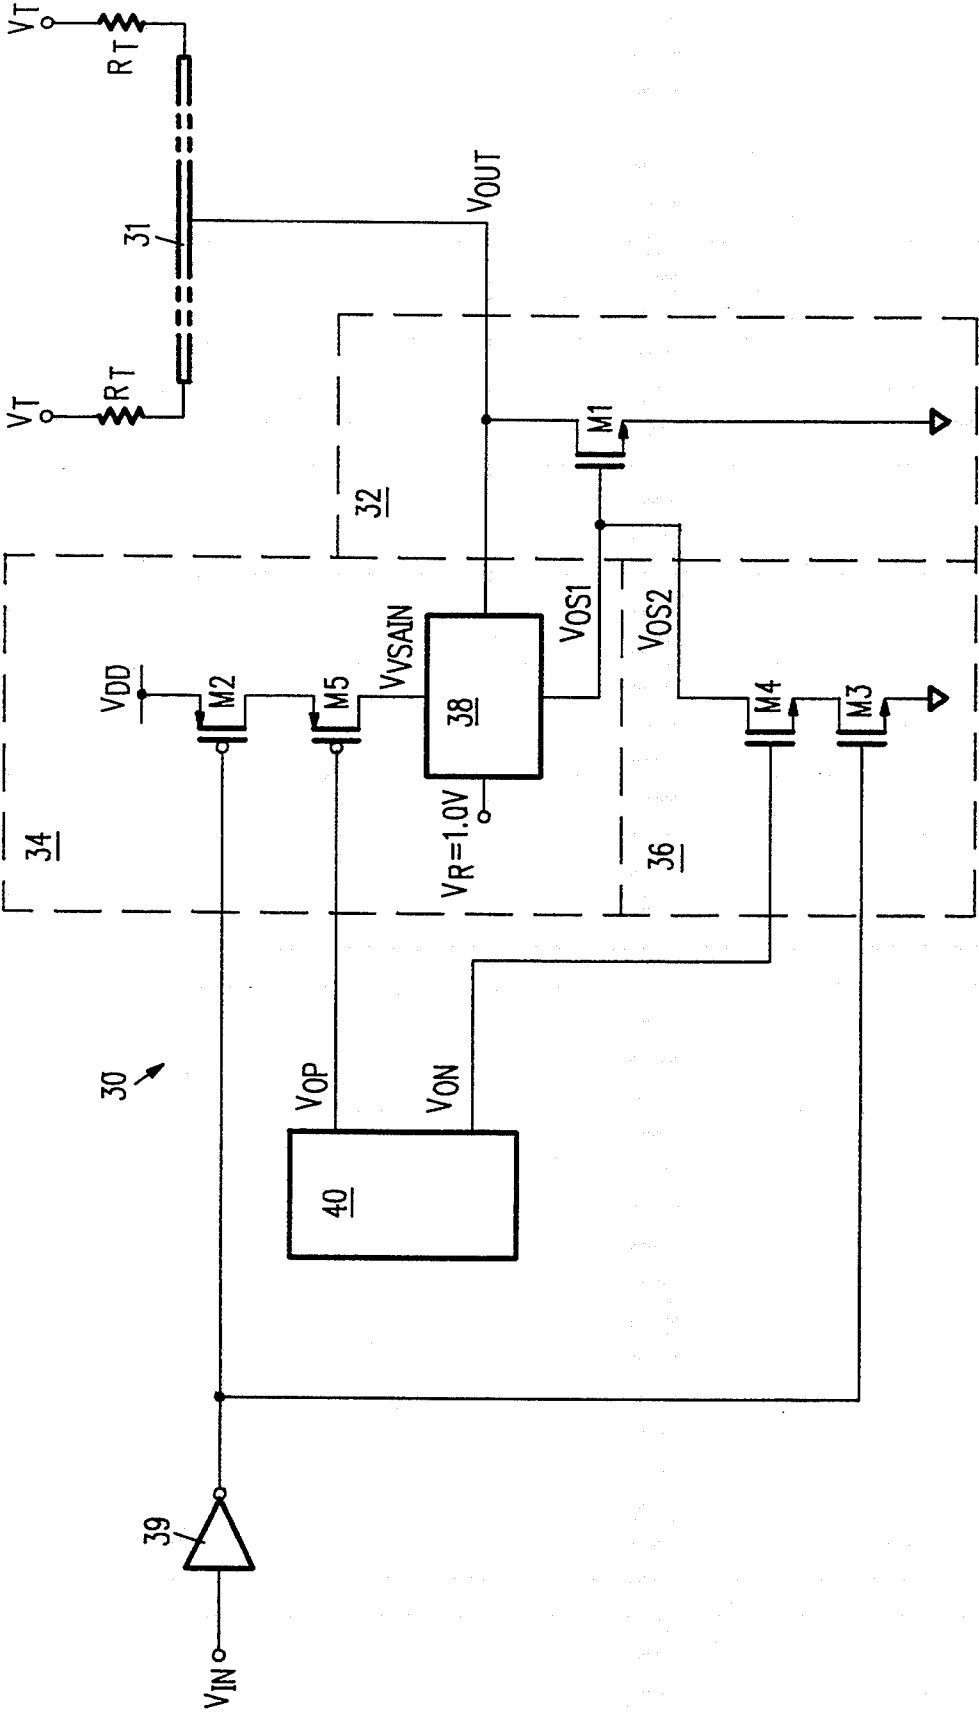 VT
RT
VT
RT
31
VOUT
32
M1
VDD
M2
M5
VVSAIN
38
VR=1.0V
VOS1
VOS2
M4
M3
34
36
30
VOP
VON
40
39
VIN